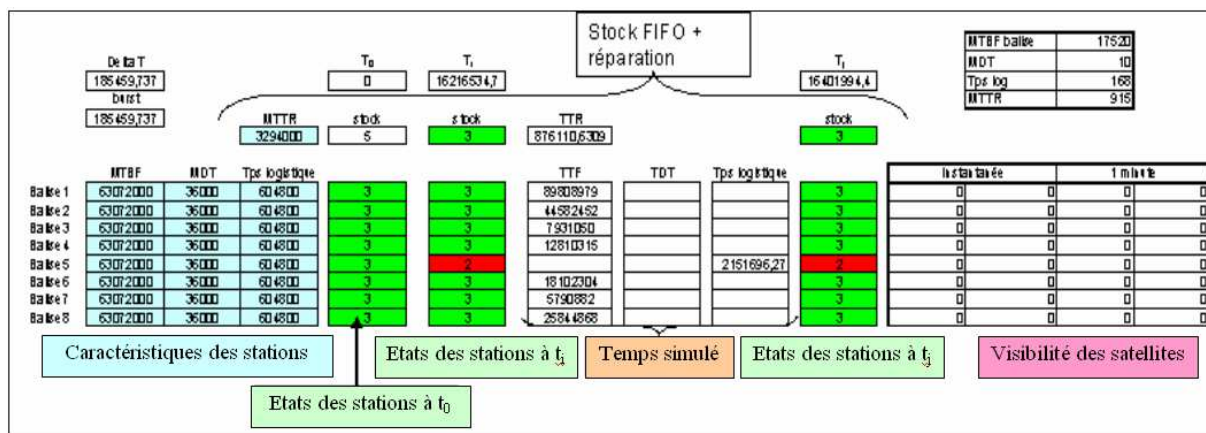 Stock FIFO +
réparation
MTBF balise 17520
MDT 10
Tps log 168
MTTR 915
Delta T T₀ Tᵢ Tⱼ
185459,737 0 16216534,7 16401994,4
burst
185459,737
MTTR stock stock TTR stock
3294000 5 3 876110,6309 3
MTBF MDT Tps logistique TTF TDT Tps logistique Instantanée 1 minute
Balise 1 63072000 36000 604800 3 3 89808979 3 0 0 0 0
Balise 2 63072000 36000 604800 3 3 44582452 3 0 0 0 0
Balise 3 63072000 36000 604800 3 3 7931050 3 0 0 0 0
Balise 4 63072000 36000 604800 3 3 12810315 3 0 0 0 0
Balise 5 63072000 36000 604800 3 2 2151696,27 2 0 0 0 0
Balise 6 63072000 36000 604800 3 3 18102304 3 0 0 0 0
Balise 7 63072000 36000 604800 3 3 5790882 3 0 0 0 0
Balise 8 63072000 36000 604800 3 3 25844868 3 0 0 0 0
Caractéristiques des stations
Etats des stations à tᵢ
Temps simulé
Etats des stations à tⱼ
Visibilité des satellites
Etats des stations à t₀